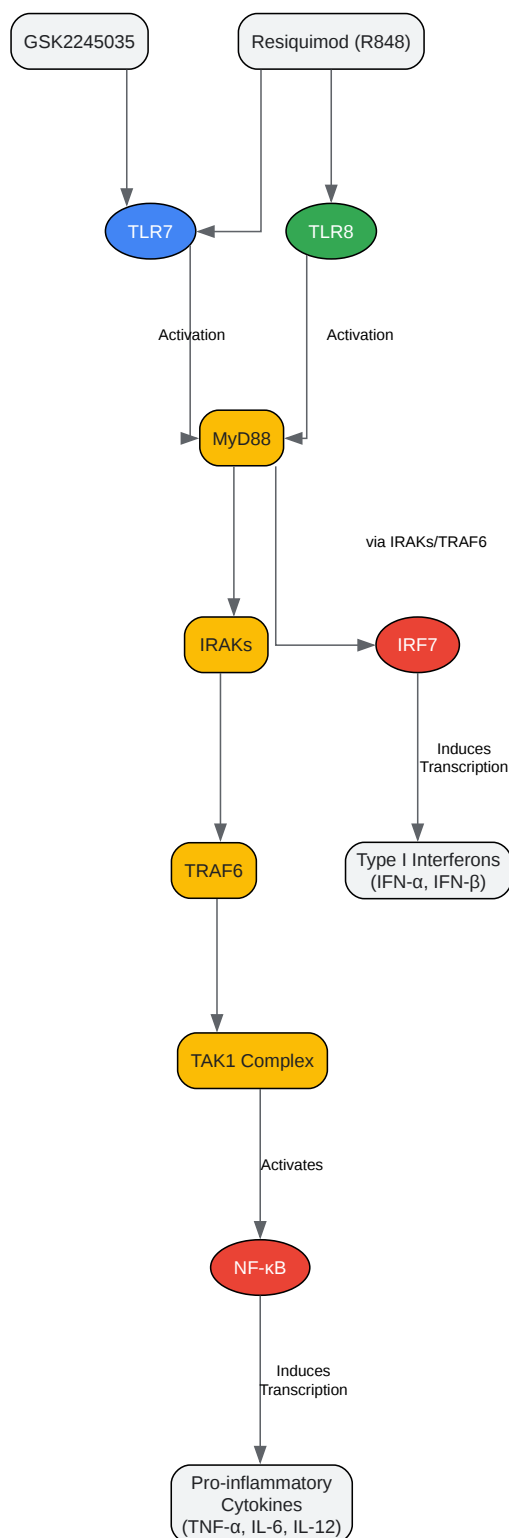 GSK2245035
Resiquimod (R848)
TLR7
TLR8
Activation
Activation
MyD88
via IRAKs/TRAF6
IRAKs
IRF7
Induces
Transcription
TRAF6
Type I Interferons
(IFN-α, IFN-β)
TAK1 Complex
Activates
NF-κB
Induces
Transcription
Pro-inflammatory
Cytokines
(TNF-α, IL-6, IL-12)